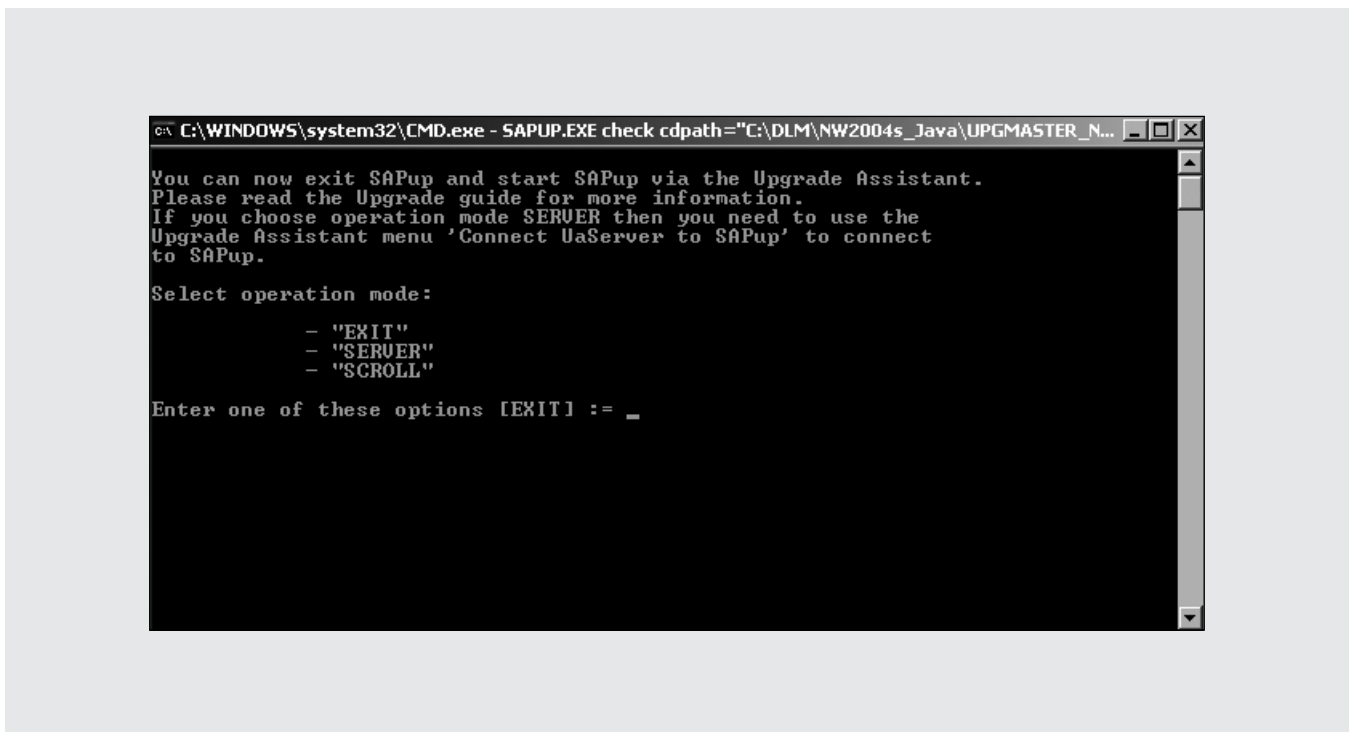 C:\WINDOWS\system32\CMD.exe - SAPUP.EXE check cdpath="C:\DLM\NW2004s_Java\UPGMASTER_N...
You can now exit SAPup and start SAPup via the Upgrade Assistant.
Please read the Upgrade guide for more information.
If you choose operation mode SERVER then you need to use the
Upgrade Assistant menu 'Connect UaServer to SAPup' to connect
to SAPup.
Select operation mode:
- "EXIT"
- "SERVER"
- "SCROLL"
Enter one of these options [EXIT] := _